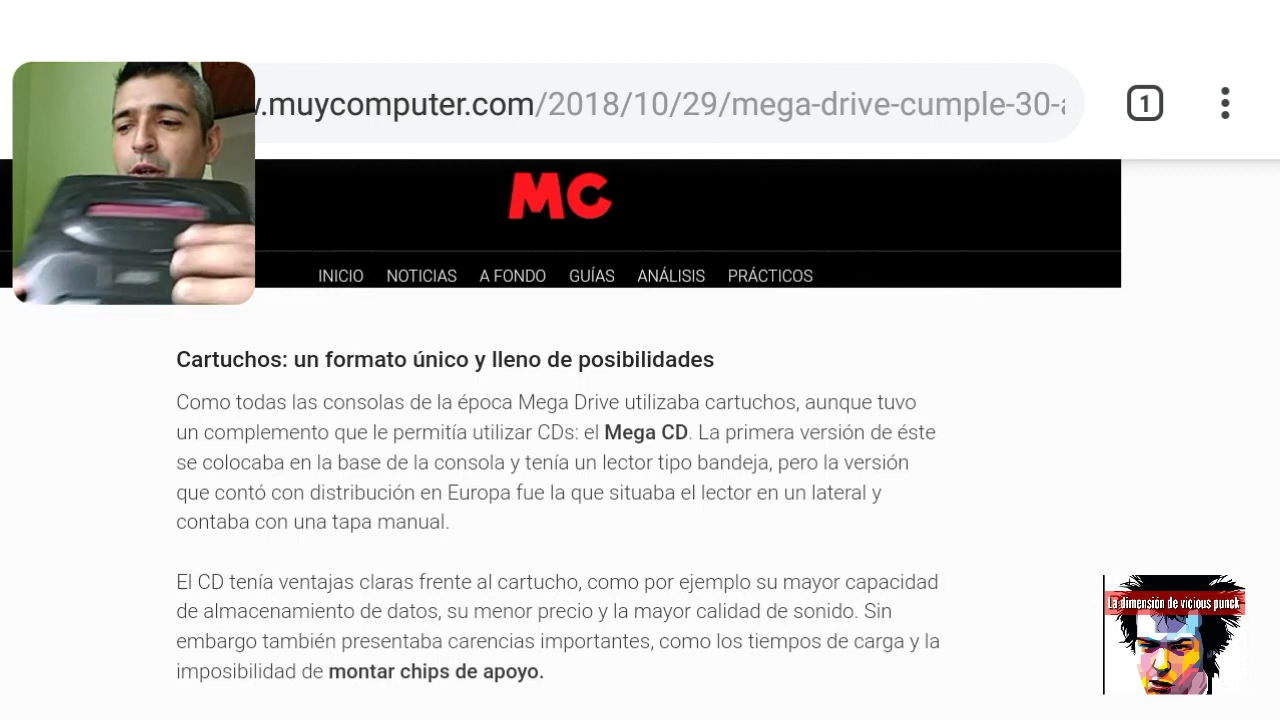 .muycomputer.com/2018/10/29/mega-drive-cumple-30-
1
MC
INICIO NOTICIAS A FONDO GUÍAS ANÁLISIS PRÁCTICOS
Cartuchos: un formato único y lleno de posibilidades
Como todas las consolas de la época Mega Drive utilizaba cartuchos, aunque tuvo
un complemento que le permitía utilizar CDs: el Mega CD. La primera versión de éste
se colocaba en la base de la consola y tenía un lector tipo bandeja, pero la versión
que contó con distribución en Europa fue la que situaba el lector en un lateral y
contaba con una tapa manual.
El CD tenía ventajas claras frente al cartucho, como por ejemplo su mayor capacidad
de almacenamiento de datos, su menor precio y la mayor calidad de sonido. Sin
embargo también presentaba carencias importantes, como los tiempos de carga y la
imposibilidad de montar chips de apoyo.
La dimensión de vicious punck